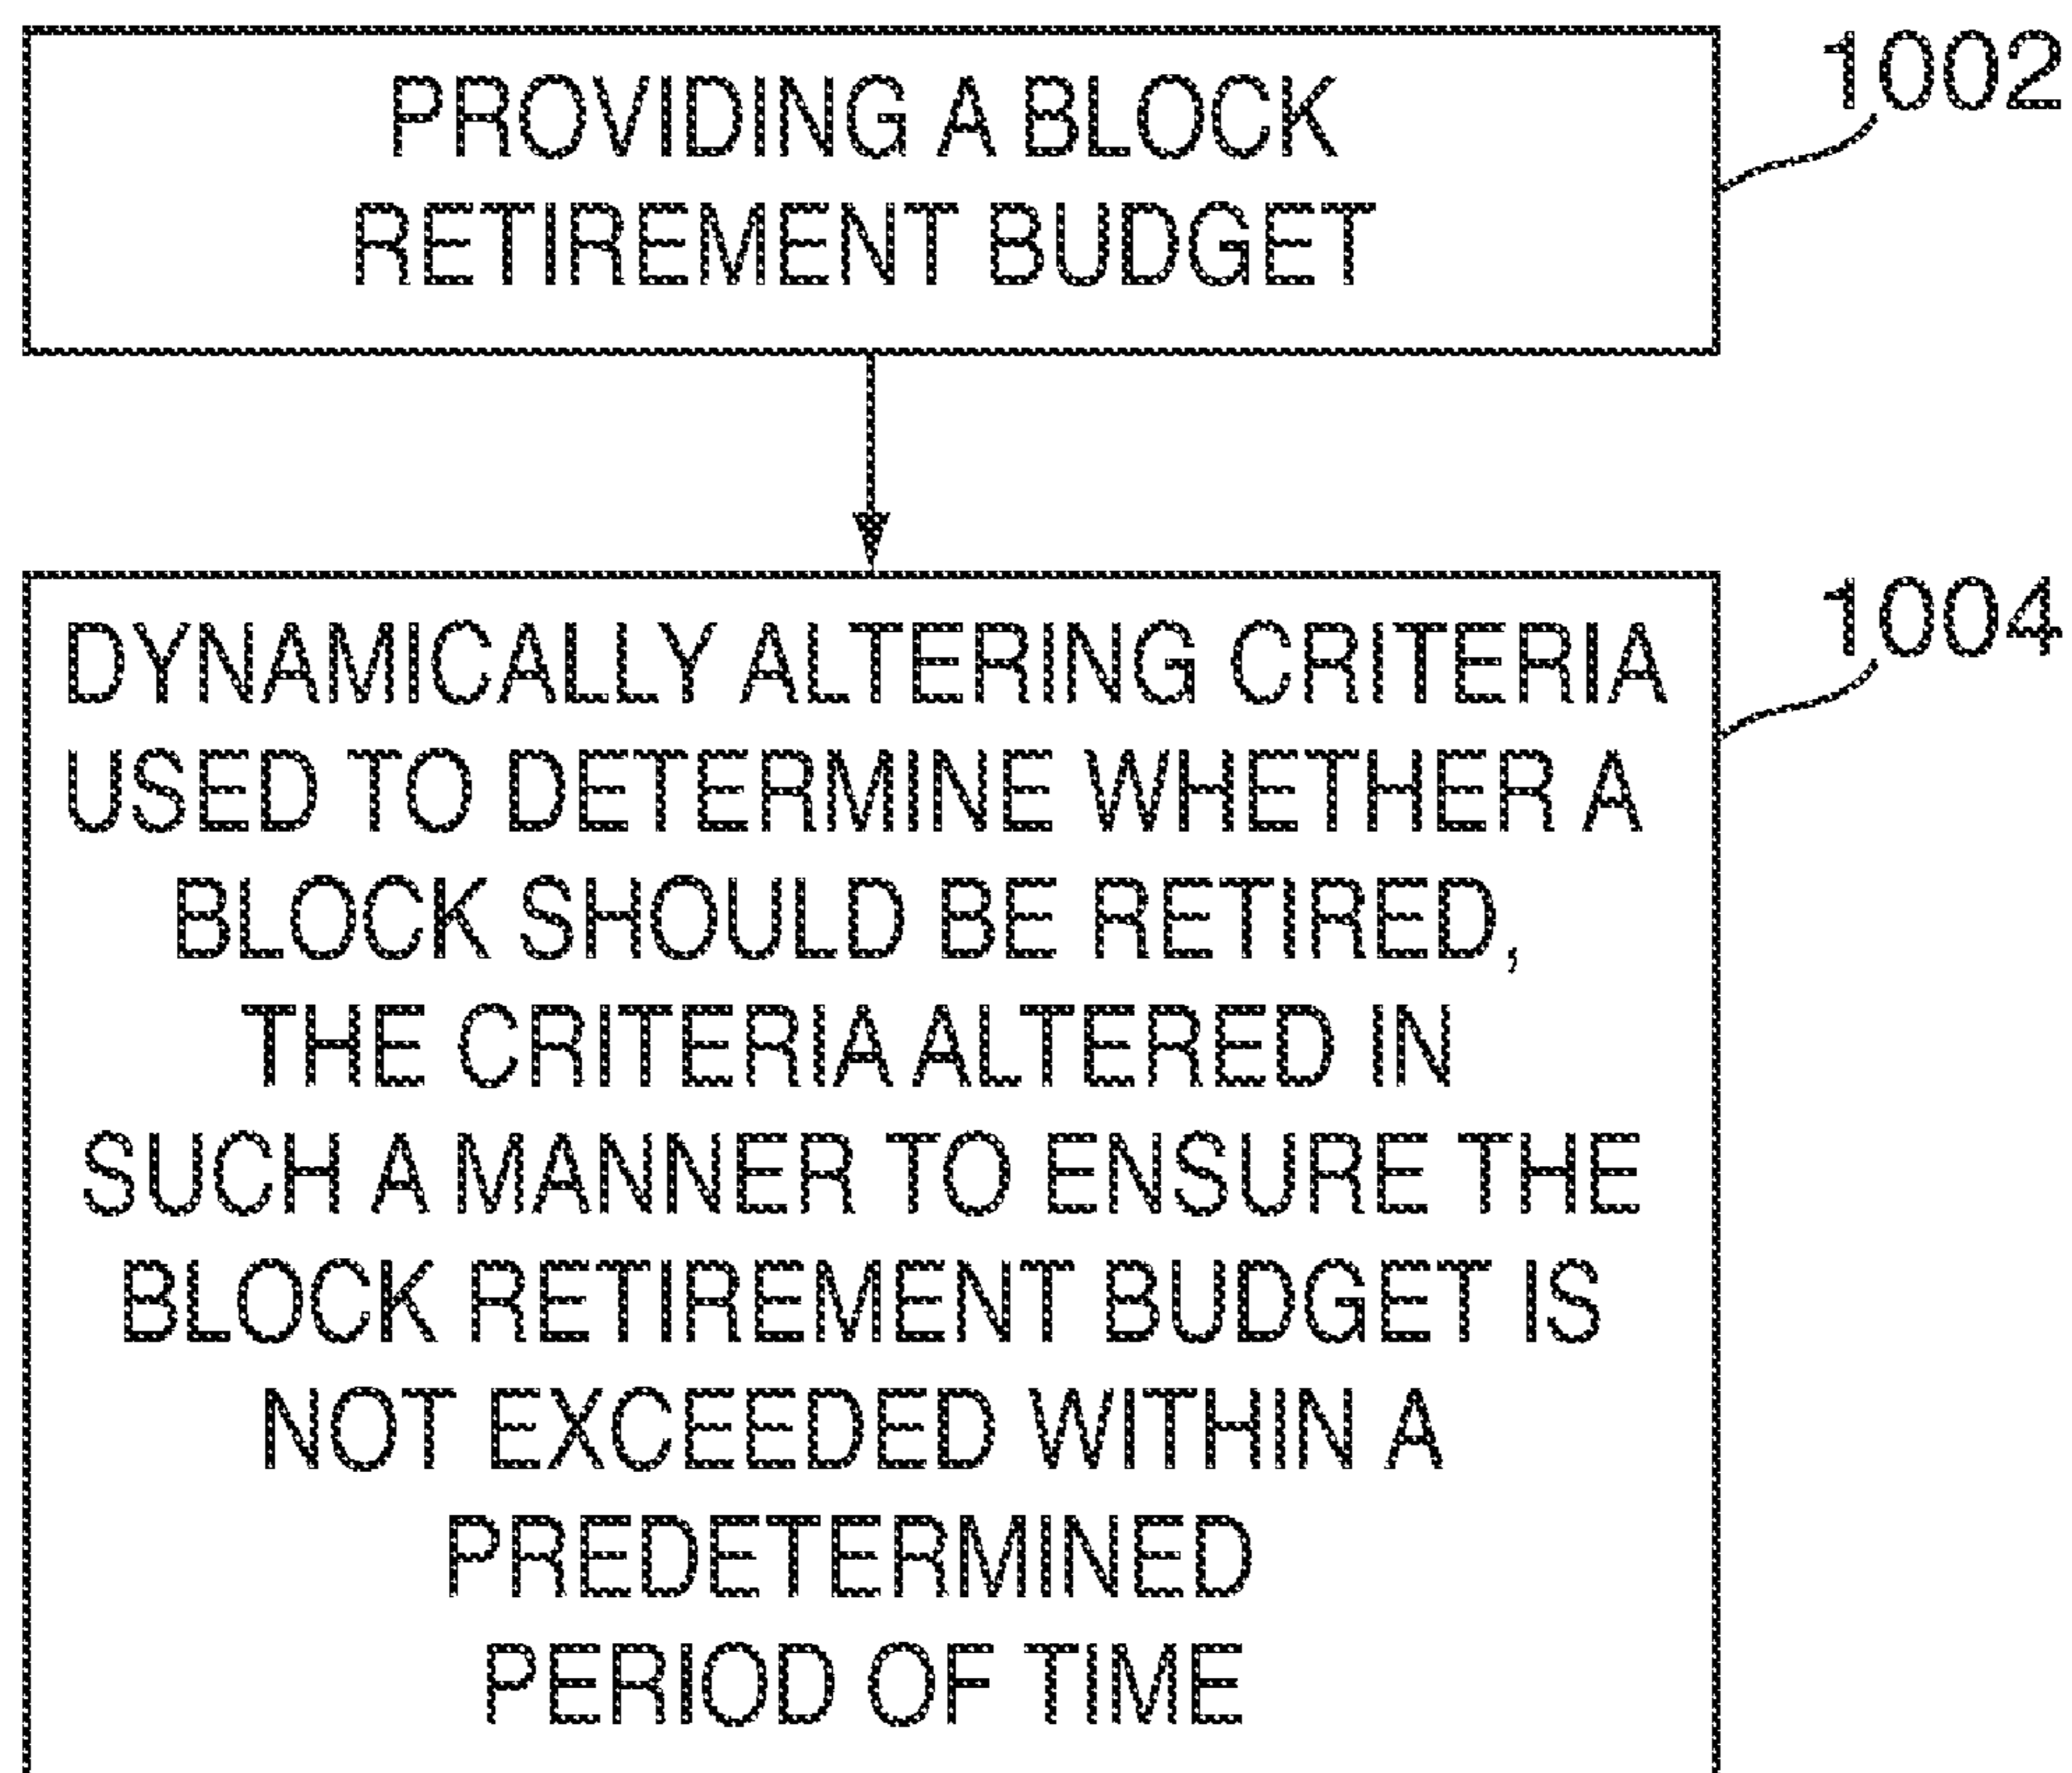 PROVIDING A BLOCK
RETIREMENT BUDGET
1002
DYNAMICALLY ALTERING CRITERIA
USED TO DETERMINE WHETHER A
BLOCK SHOULD BE RETIRED,
THE CRITERIA ALTERED IN
SUCH A MANNER TO ENSURE THE
BLOCK RETIREMENT BUDGET IS
NOT EXCEEDED WITHIN A
PREDETERMINED
PERIOD OF TIME
1004